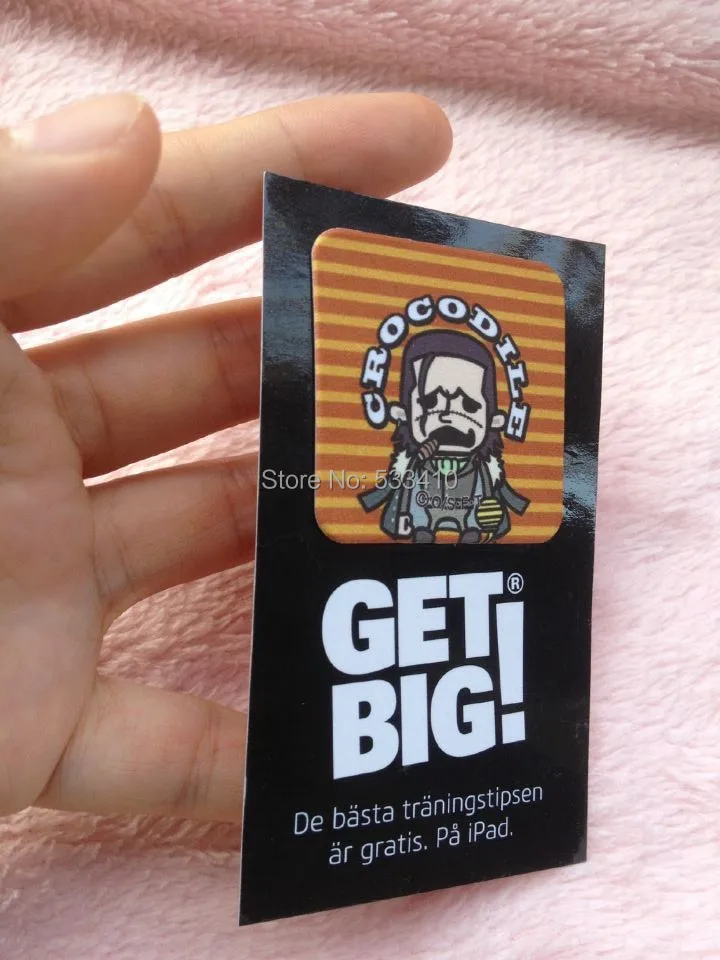 CROCODILE
Store No: 533410
GET
BIG!®
De bästa träningstipsen
är gratis. På iPad.